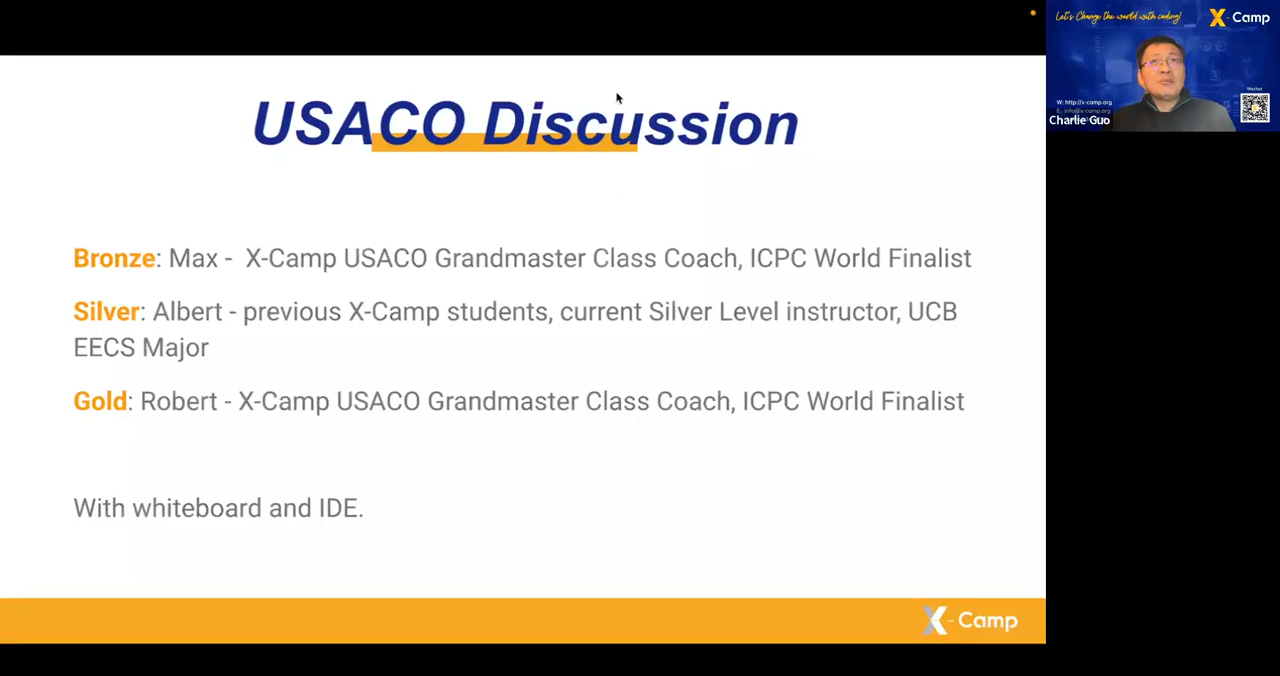 USACO Discussion
Bronze: Max - X-Camp USACO Grandmaster Class Coach, ICPC World Finalist
Silver: Albert - previous X-Camp students, current Silver Level instructor, UCB
EECS Major
Gold: Robert - X-Camp USACO Grandmaster Class Coach, ICPC World Finalist
With whiteboard and IDE.
X-Camp
Let's Change the world with coding!
X-Camp
W: http://x-camp.org
E: info@x-camp.org
Charlie Guo